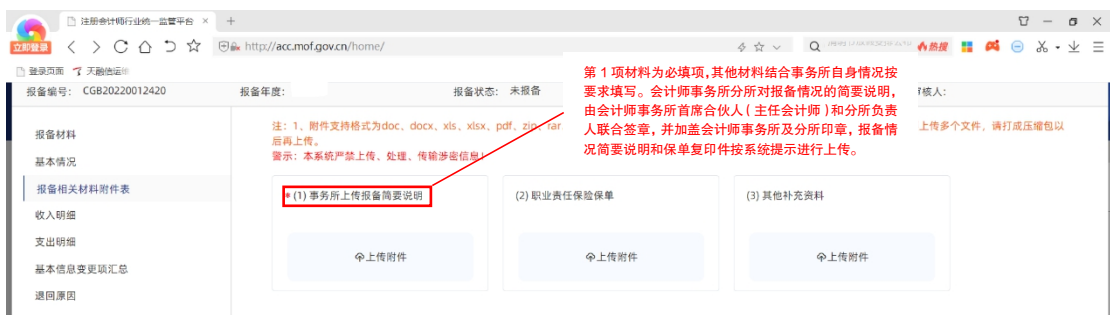 注册会计师行业统一监管平台 × +
立即登录
http://acc.mof.gov.cn/home/
热搜
登录页面 天融信运维
报备编号： CGB20220012420 报备年度： 报备状态： 未报备 审核人：
第 1 项材料为必填项，其他材料结合事务所自身情况按
要求填写。会计师事务所分所对报备情况的简要说明，
由会计师事务所首席合伙人（主任会计师）和分所负责
人联合签章，并加盖会计师事务所及分所印章，报备情
况简要说明和保单复印件按系统提示进行上传。
报备材料
基本情况
报备相关材料附件表
收入明细
支出明细
基本信息变更项汇总
退回原因
注：1、附件支持格式为doc、docx、xls、xlsx、pdf、zip、rar 上传多个文件，请打成压缩包以
后再上传。
警示：本系统严禁上传、处理、传输涉密信息！
* (1) 事务所上传报备简要说明
上传附件
(2) 职业责任保险保单
上传附件
(3) 其他补充资料
上传附件